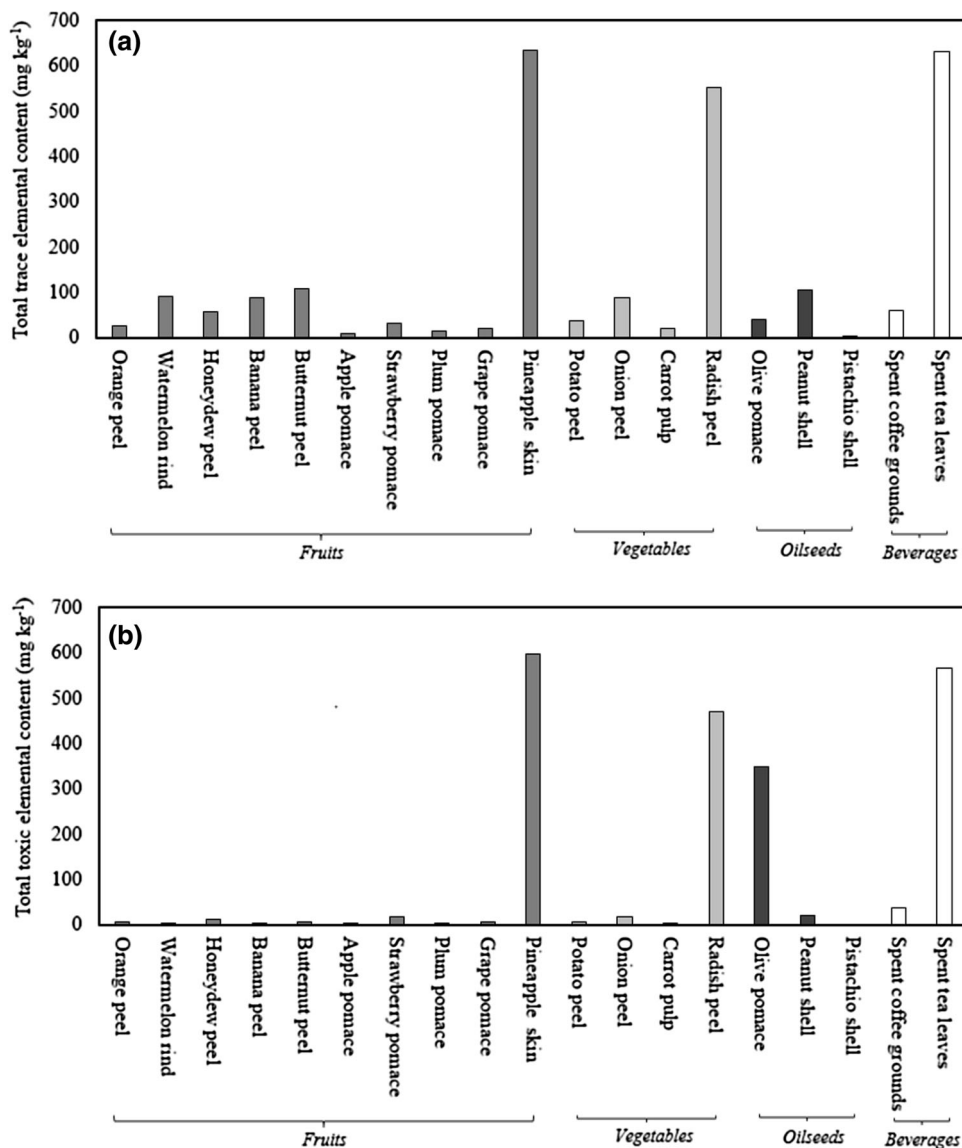 (a)
Total trace elemental content (mg kg⁻¹)
700
600
500
400
300
200
100
0
Orange peel
Watermelon rind
Honeydew peel
Banana peel
Butternut peel
Apple pomace
Strawberry pomace
Plum pomace
Grape pomace
Pineapple skin
Potato peel
Onion peel
Carrot pulp
Radish peel
Olive pomace
Peanut shell
Pistachio shell
Spent coffee grounds
Spent tea leaves
Fruits
Vegetables
Oilseeds
Beverages
(b)
Total toxic elemental content (mg kg⁻¹)
700
600
500
400
300
200
100
0
Orange peel
Watermelon rind
Honeydew peel
Banana peel
Butternut peel
Apple pomace
Strawberry pomace
Plum pomace
Grape pomace
Pineapple skin
Potato peel
Onion peel
Carrot pulp
Radish peel
Olive pomace
Peanut shell
Pistachio shell
Spent coffee grounds
Spent tea leaves
Fruits
Vegetables
Oilseeds
Beverages